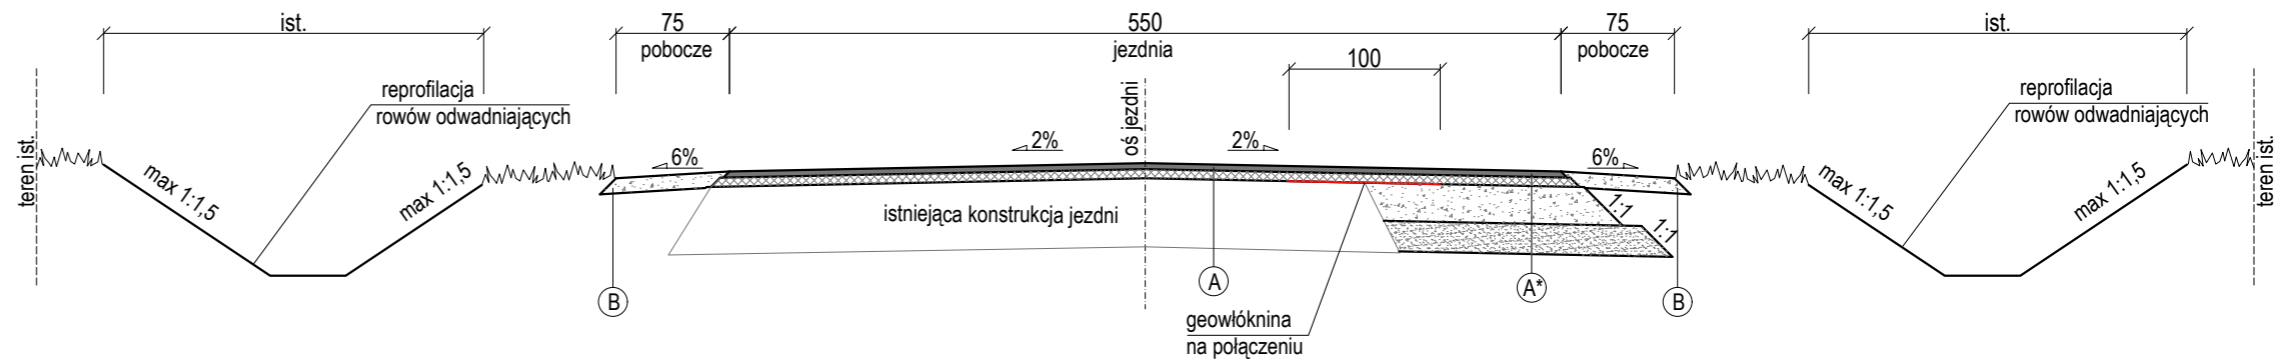 ist.
75
pobocze
550
jezdnia
75
pobocze
ist.
100
reprofilacja
rowów odwadniających
reprofilacja
rowów odwadniających
oś jezdni
teren ist.
max 1:1,5
max 1:1,5
6%
2%
2%
6%
max 1:1,5
max 1:1,5
teren ist.
istniejąca konstrukcja jezdni
1:1
1:1
B
A
A*
B
geowłóknina
na połączeniu